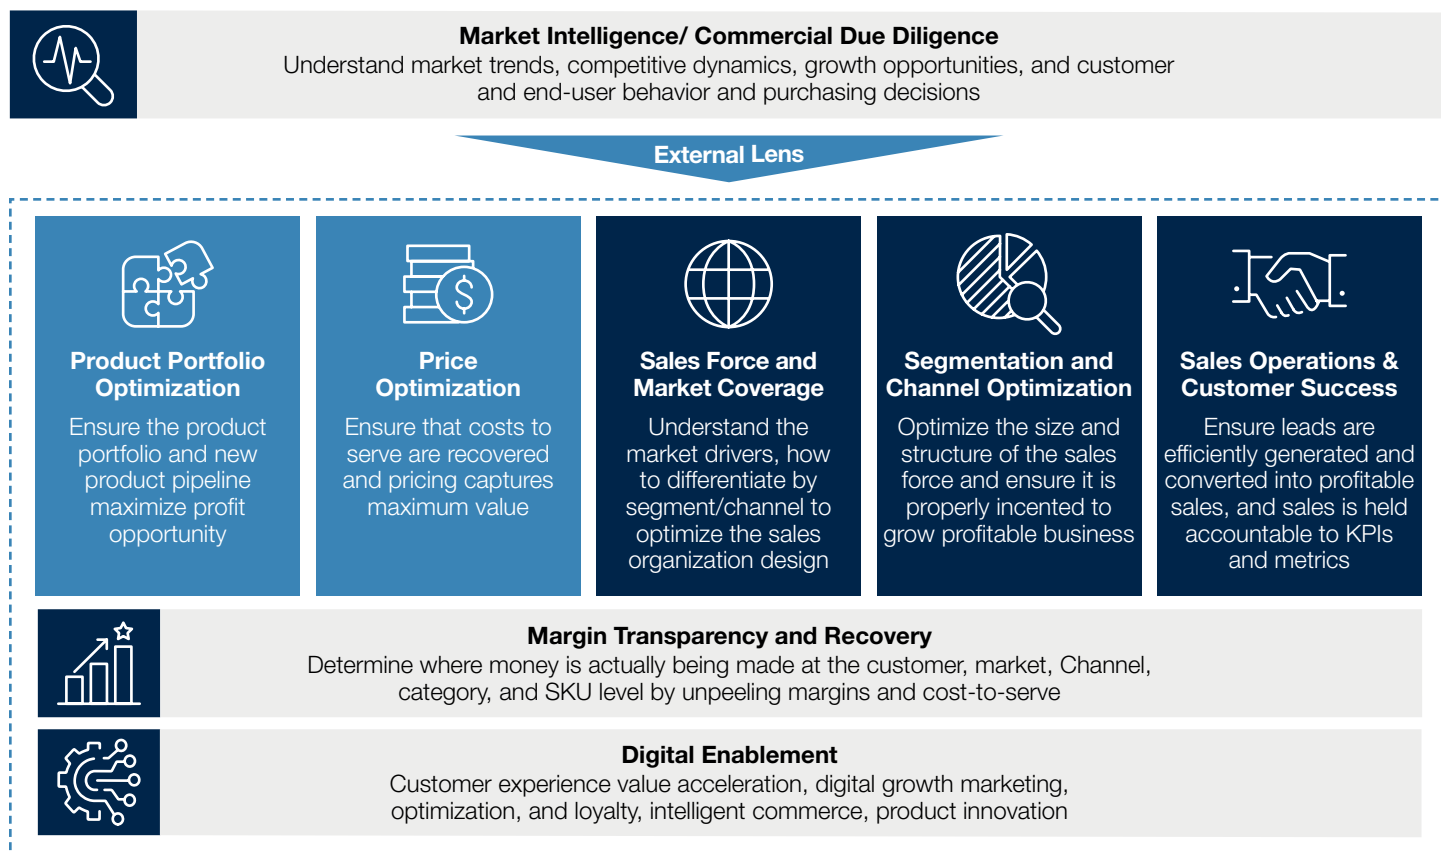 Market Intelligence/ Commercial Due Diligence
Understand market trends, competitive dynamics, growth opportunities, and customer
and end-user behavior and purchasing decisions
External Lens
Product Portfolio
Optimization
Ensure the product
portfolio and new
product pipeline
maximize profit
opportunity
Price
Optimization
Ensure that costs to
serve are recovered
and pricing captures
maximum value
Sales Force and
Market Coverage
Understand the
market drivers, how
to differentiate by
segment/channel to
optimize the sales
organization design
Segmentation and
Channel Optimization
Optimize the size and
structure of the sales
force and ensure it is
properly incented to
grow profitable business
Sales Operations &
Customer Success
Ensure leads are
efficiently generated and
converted into profitable
sales, and sales is held
accountable to KPIs
and metrics
Margin Transparency and Recovery
Determine where money is actually being made at the customer, market, Channel,
category, and SKU level by unpeeling margins and cost-to-serve
Digital Enablement
Customer experience value acceleration, digital growth marketing,
optimization, and loyalty, intelligent commerce, product innovation